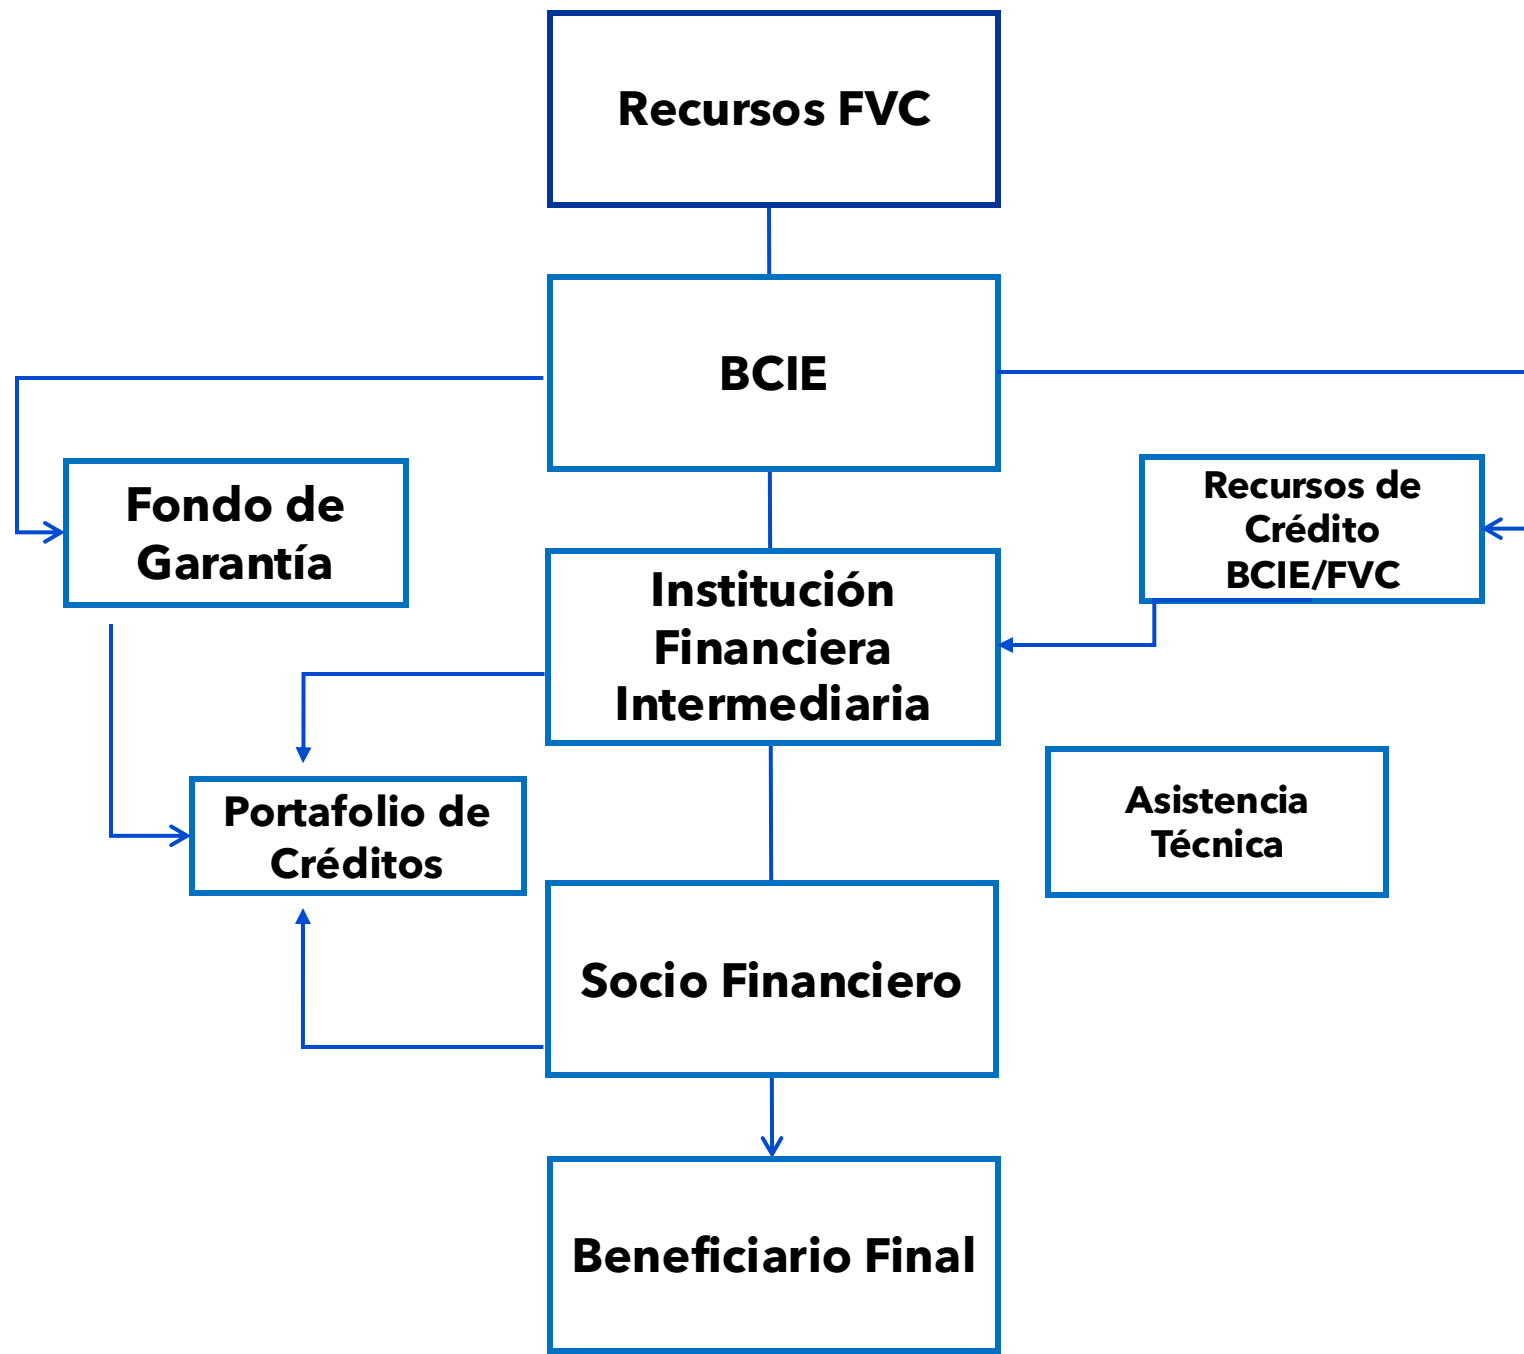 Recursos FVC
BCIE
Fondo de
Garantía
Recursos de
Crédito
BCIE/FVC
Institución
Financiera
Intermediaria
Portafolio de
Créditos
Asistencia
Técnica
Socio Financiero
Beneficiario Final